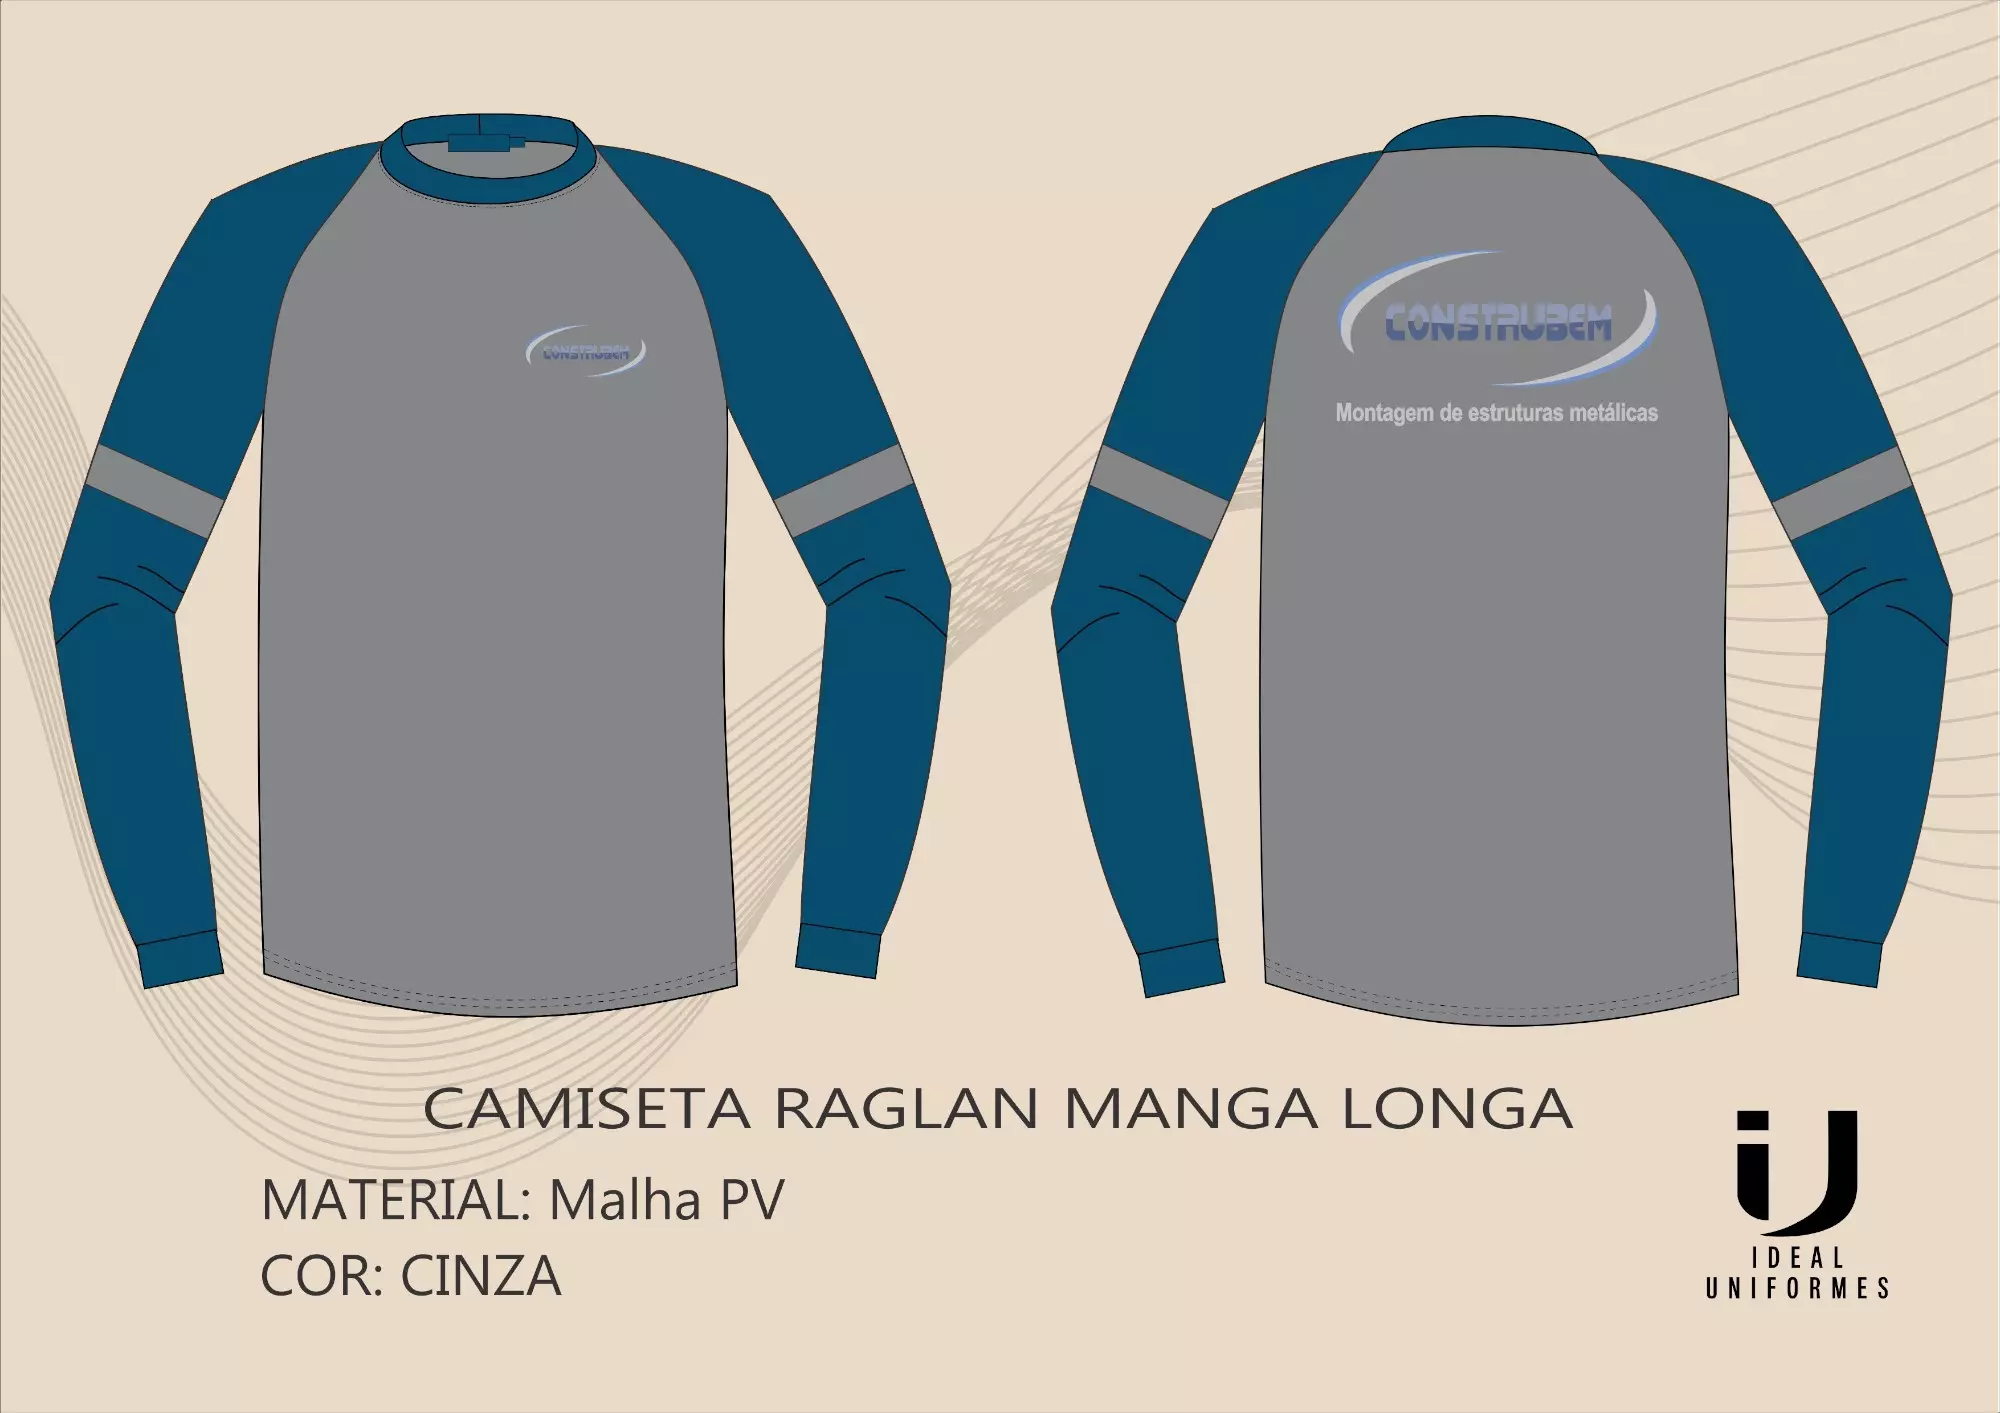 CONSTRUBEM
CONSTRUBEM
Montagem de estruturas metálicas
CAMISETA RAGLAN MANGA LONGA
MATERIAL: Malha PV
COR: CINZA
IDEAL
UNIFORMES